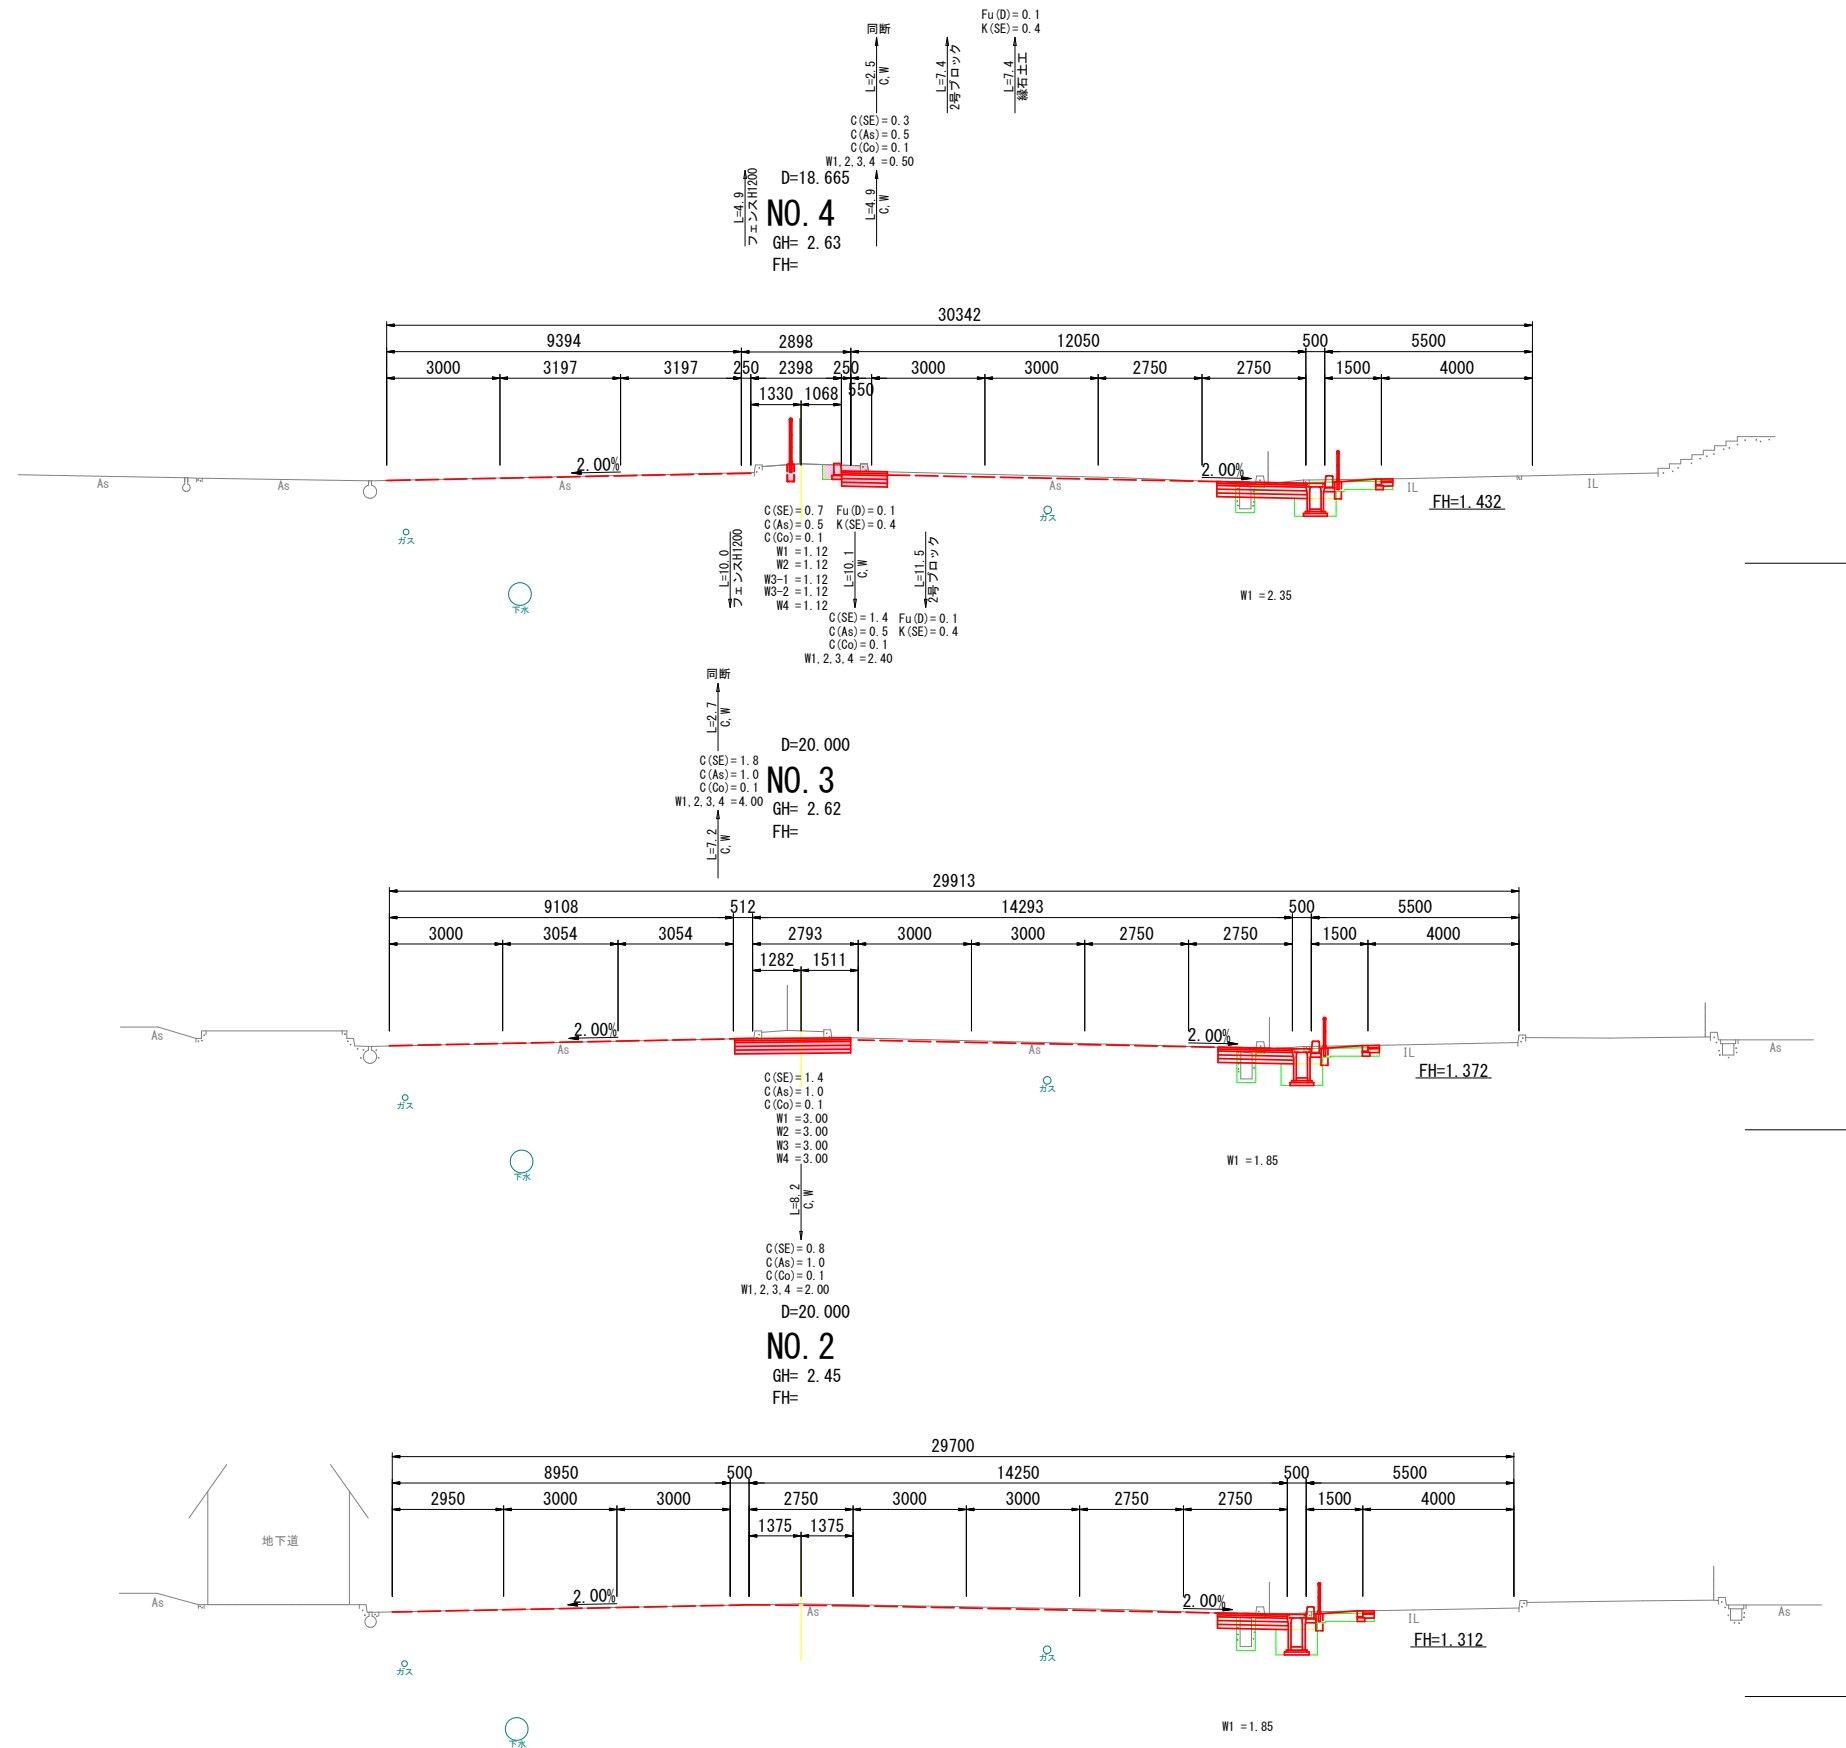 Fu(D)=0.1
K(SE)=0.4
同断
L=2.5
C,W
L=7.4
2号ブロック
L=7.4
縁石土工
C(SE)=0.3
C(As)=0.5
C(Co)=0.1
W1,2,3,4 =0.50
L=4.9
フェンスH1200
D=18.665
NO.4
GH= 2.63
FH=
L=4.9
C,W
30342
9394 2898 12050 500 5500
3000 3197 3197 250 2398 250 3000 3000 2750 2750 1500 4000
1330 1068 550
2.00% 2.00%
As As As As IL IL
FH=1.432
ガス ガス
下水
C(SE)=0.7
C(As)=0.5
C(Co)=0.1
W1 =1.12
W2 =1.12
W3-1 =1.12
W3-2 =1.12
W4 =1.12
Fu(D)=0.1
K(SE)=0.4
L=10.0
フェンスH1200
L=10.1
C,W
L=11.5
2号ブロック
W1 =2.35
C(SE)=1.4
C(As)=0.5
C(Co)=0.1
W1,2,3,4 =2.40
Fu(D)=0.1
K(SE)=0.4
同断
L=2.7
C,W
C(SE)=1.8
C(As)=1.0
C(Co)=0.1
W1,2,3,4 =4.00
L=7.2
C,W
D=20.000
NO.3
GH= 2.62
FH=
29913
9108 512 14293 500 5500
3000 3054 3054 2793 3000 3000 2750 2750 1500 4000
1282 1511
2.00% 2.00%
As As As IL As
FH=1.372
ガス ガス
下水
C(SE)=1.4
C(As)=1.0
C(Co)=0.1
W1 =3.00
W2 =3.00
W3 =3.00
W4 =3.00
W1 =1.85
L=8.2
C,W
C(SE)=0.8
C(As)=1.0
C(Co)=0.1
W1,2,3,4 =2.00
D=20.000
NO.2
GH= 2.45
FH=
29700
8950 500 14250 500 5500
2950 3000 3000 2750 3000 3000 2750 2750 1500 4000
1375 1375
地下道
2.00% 2.00%
As As IL As
FH=1.312
ガス ガス
下水
W1 =1.85